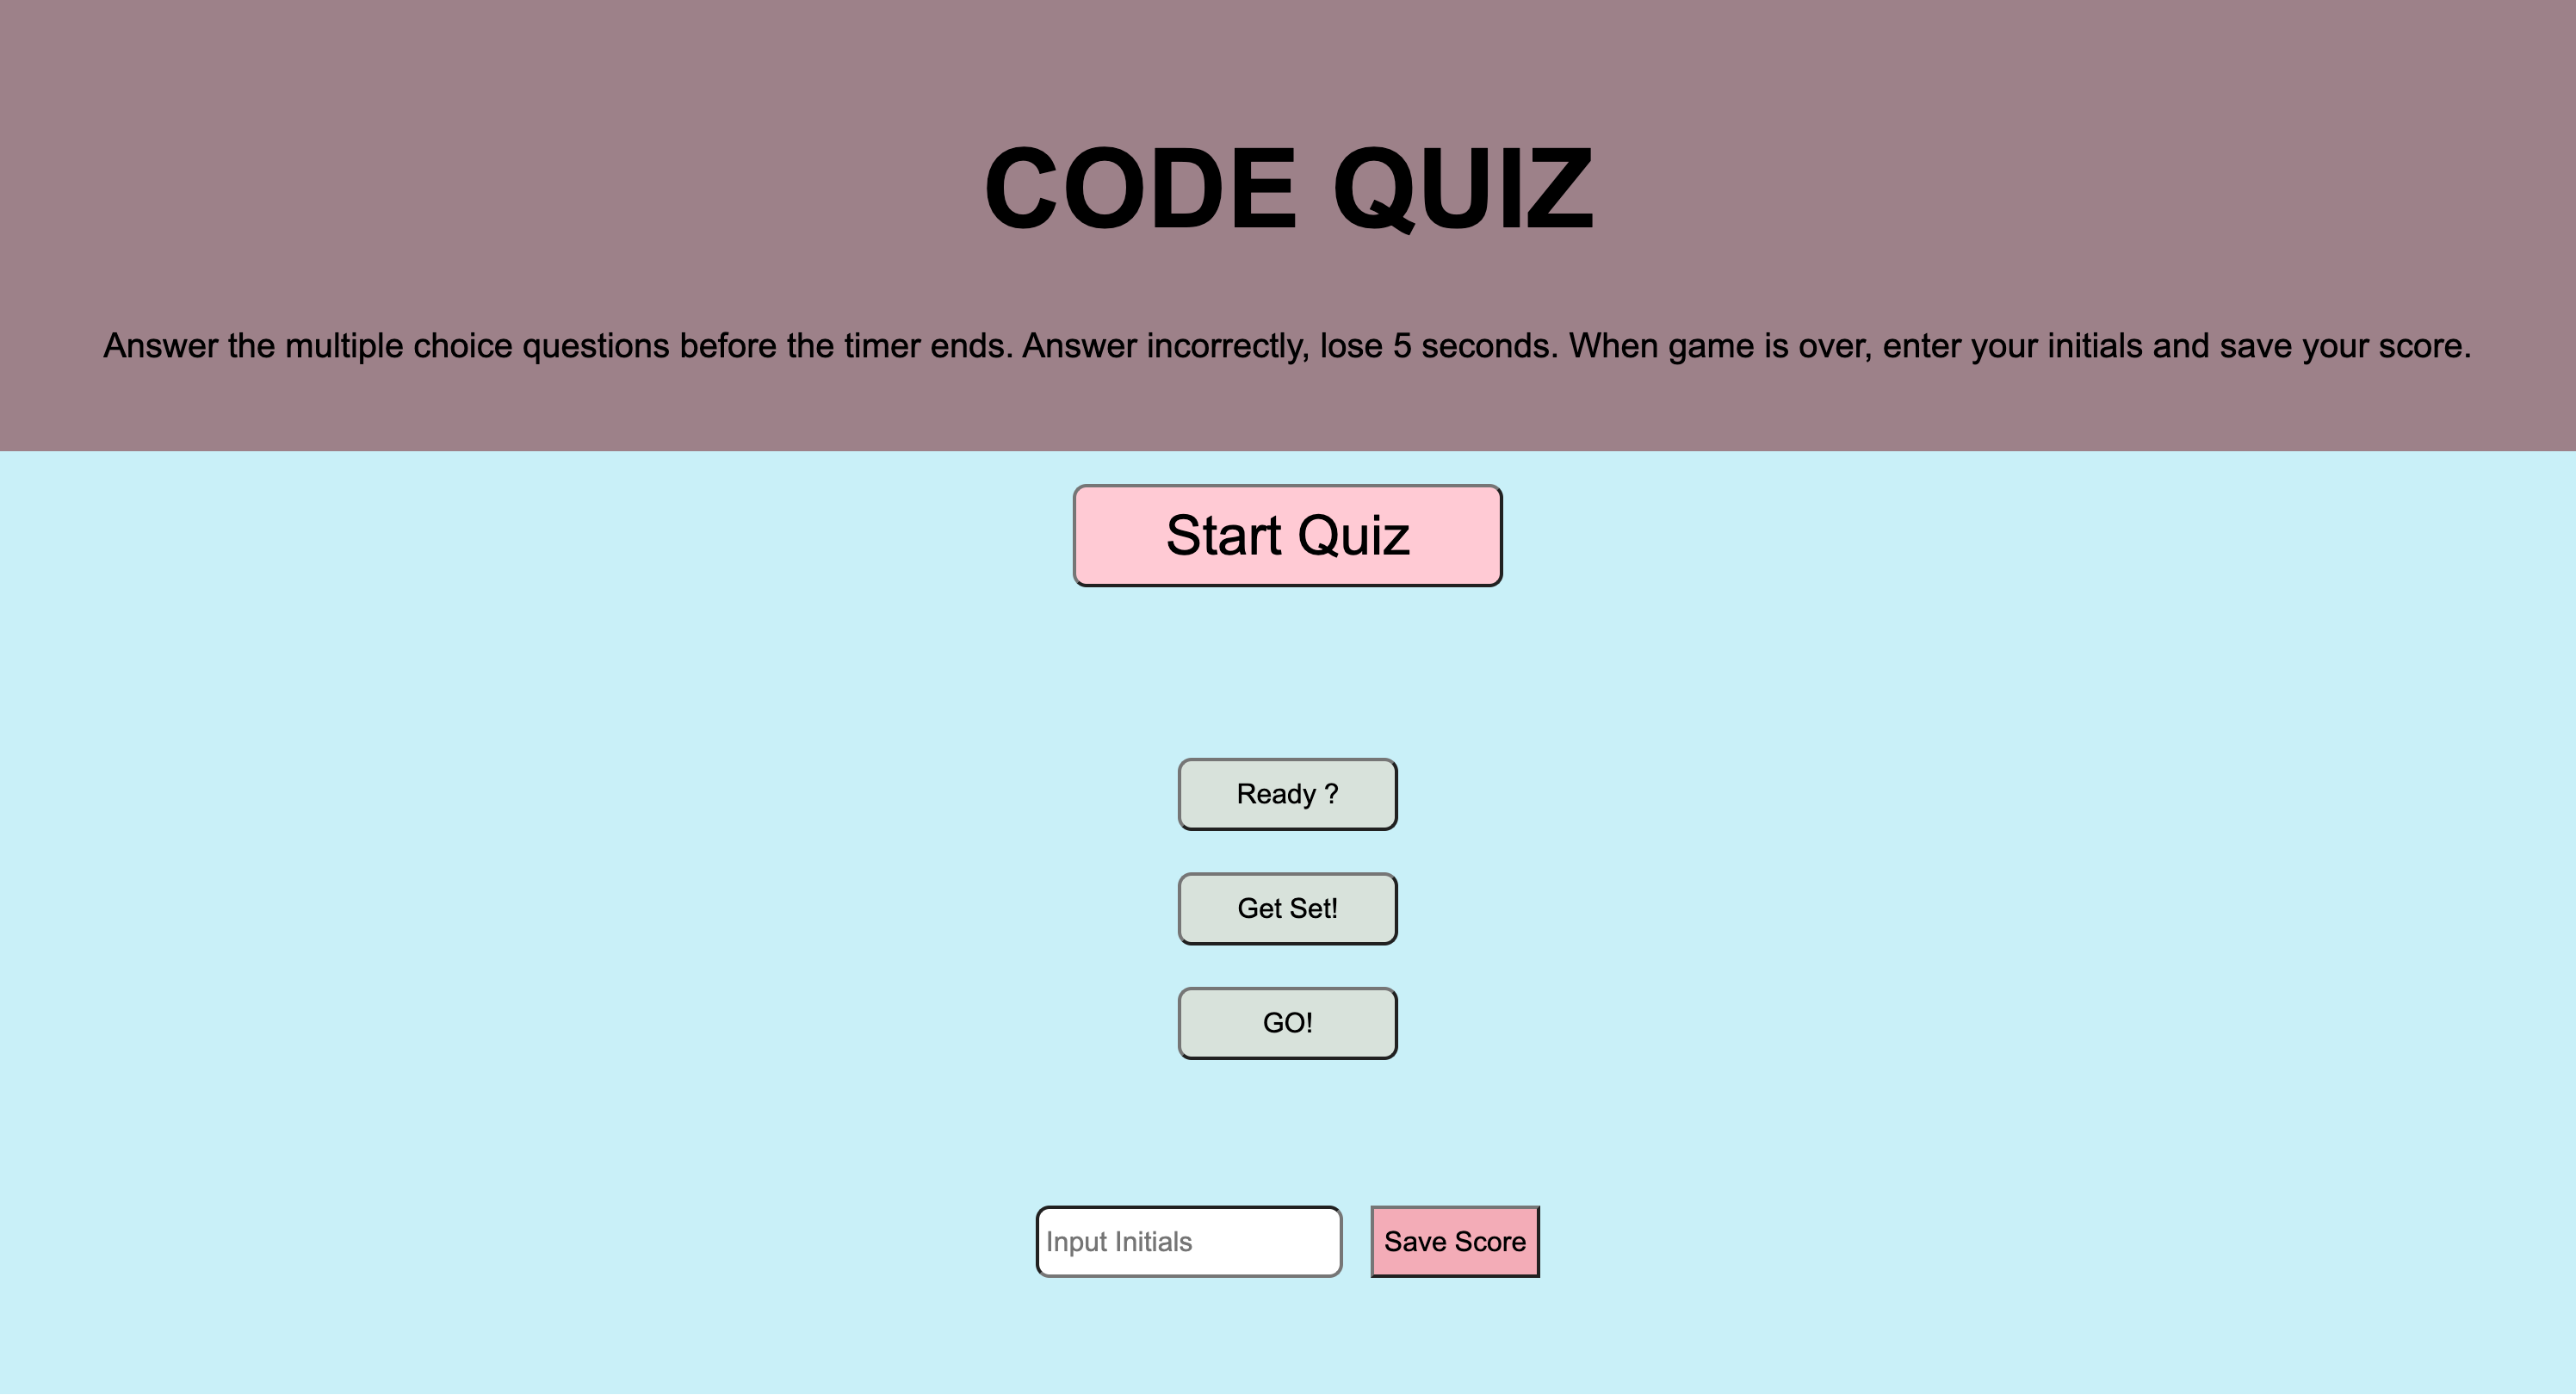 CODE QUIZ
Answer the multiple choice questions before the timer ends. Answer incorrectly, lose 5 seconds. When game is over, enter your initials and save your score.
Start Quiz
Ready ?
Get Set!
GO!
Input Initials
Save Score